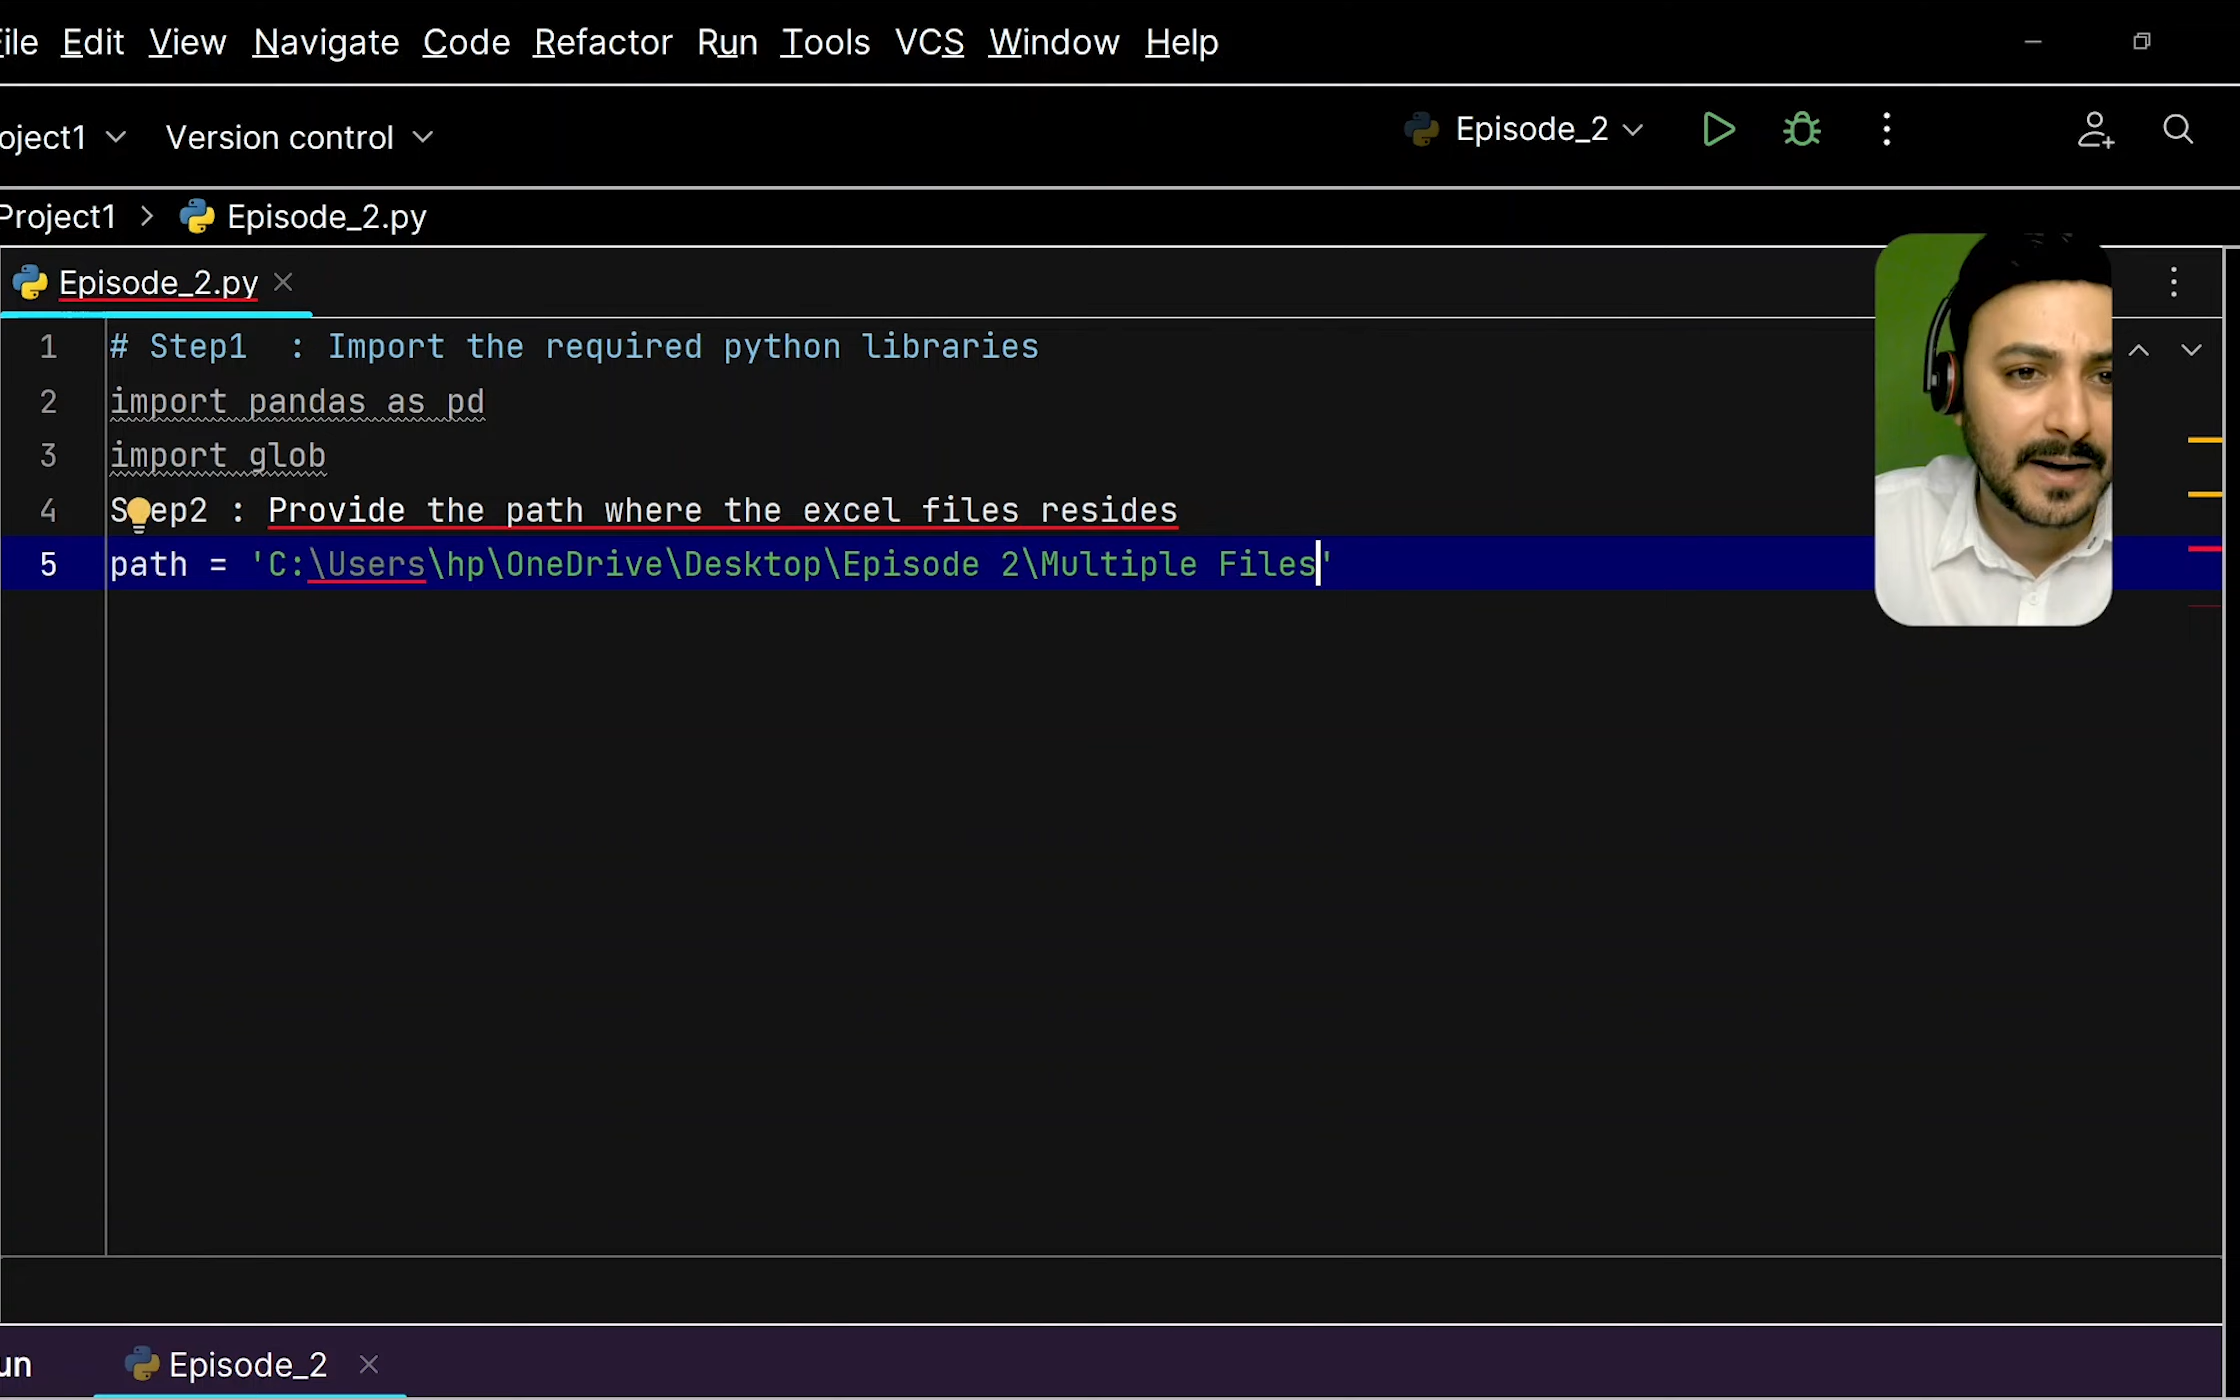 ile Edit View Navigate Code Refactor Run Tools VCS Window Help
oject1 Version control Episode_2
Project1 > Episode_2.py
Episode_2.py
1 # Step1  : Import the required python libraries
2 import pandas as pd
3 import glob
4 S ep2 : Provide the path where the excel files resides
5 path = 'C:\Users\hp\OneDrive\Desktop\Episode 2\Multiple Files'
un Episode_2